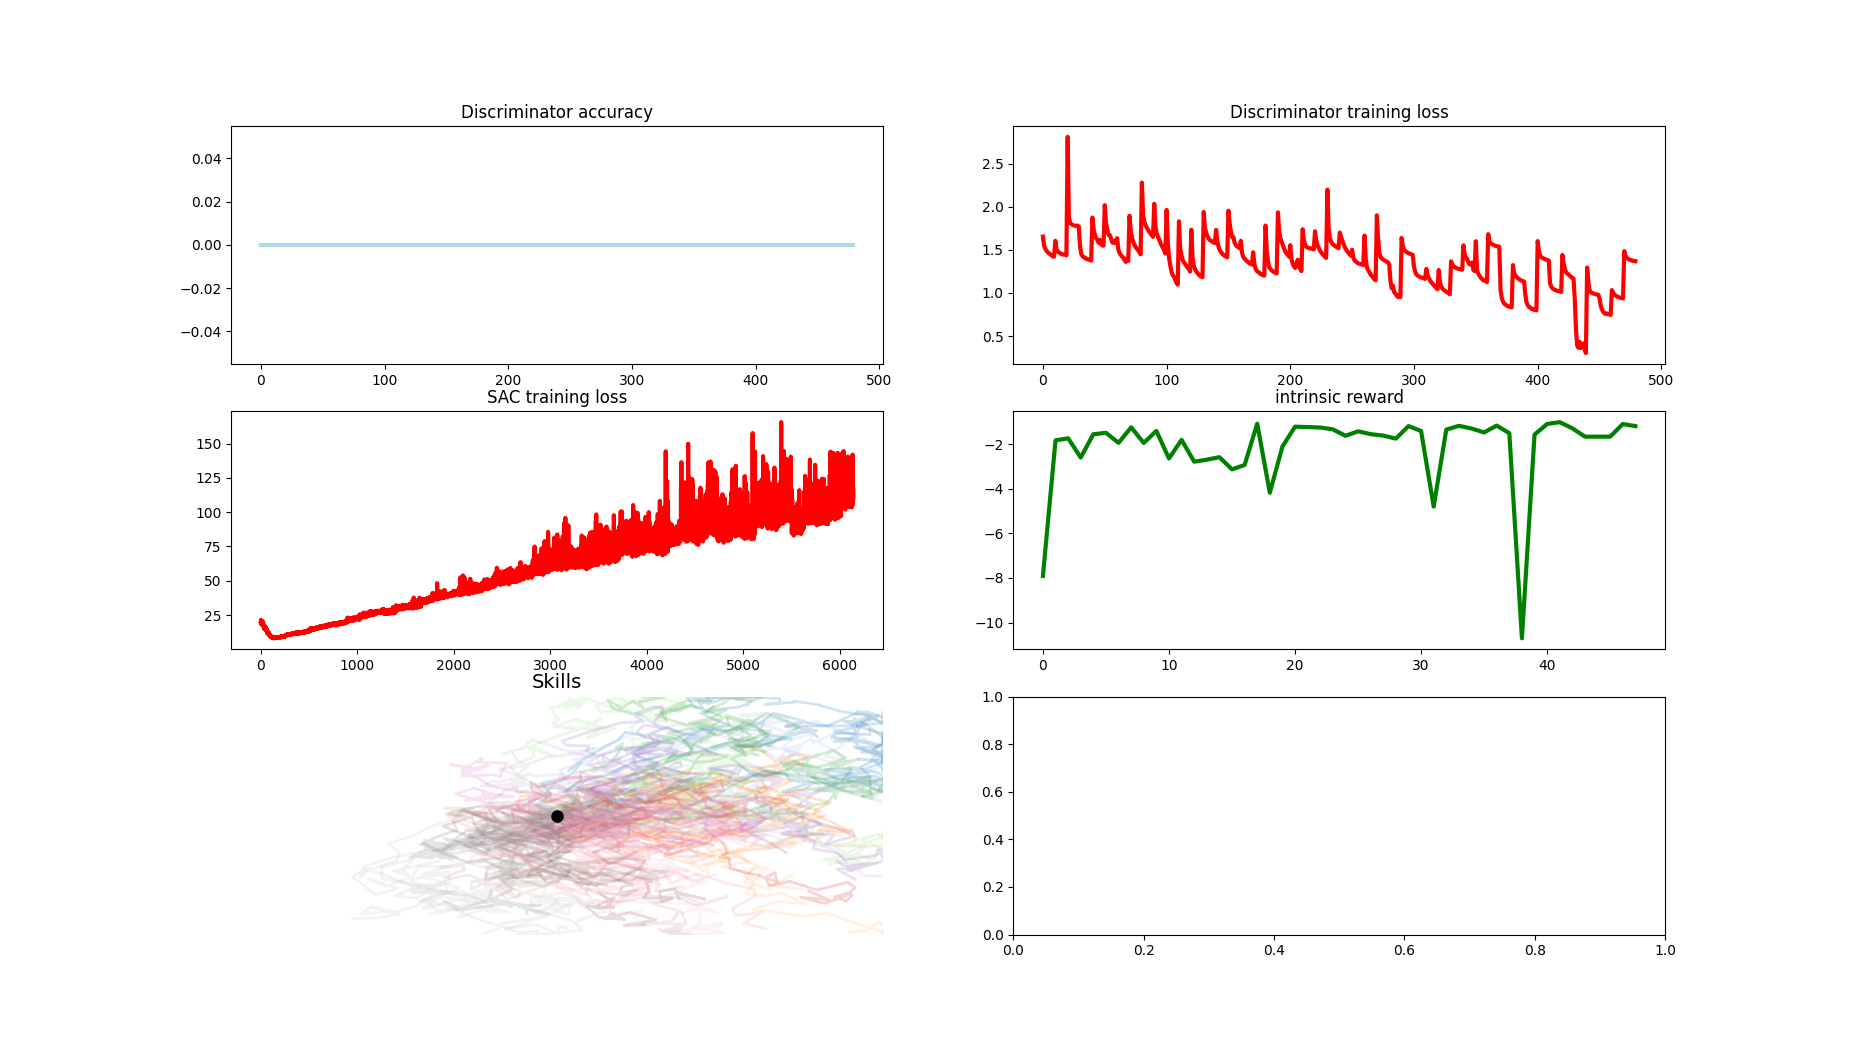 Discriminator accuracy
0.04
0.02
0.00
−0.02
−0.04
0 100 200 300 400 500
Discriminator training loss
2.5
2.0
1.5
1.0
0.5
0 100 200 300 400 500
SAC training loss
150
125
100
75
50
25
0 1000 2000 3000 4000 5000 6000
intrinsic reward
−2
−4
−6
−8
−10
0 10 20 30 40
Skills
1.0
0.8
0.6
0.4
0.2
0.0
0.0 0.2 0.4 0.6 0.8 1.0